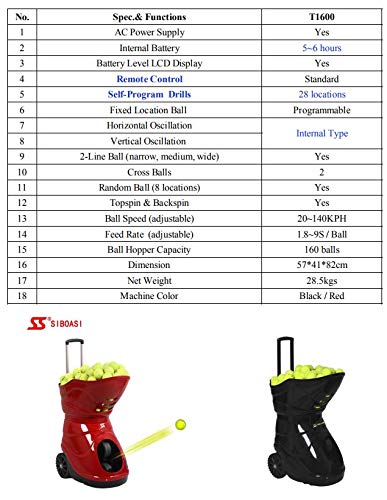 No. Spec.& Functions T1600
1 AC Power Supply Yes
2 Internal Battery 5~6 hours
3 Battery Level LCD Display Yes
4 Remote Control Standard
5 Self-Program Drills 28 locations
6 Fixed Location Ball Programmable
7 Horizontal Oscillation Internal Type
8 Vertical Oscillation
9 2-Line Ball (narrow, medium, wide) Yes
10 Cross Balls 2
11 Random Ball (8 locations) Yes
12 Topspin & Backspin Yes
13 Ball Speed (adjustable) 20~140KPH
14 Feed Rate (adjustable) 1.8~9S / Ball
15 Ball Hopper Capacity 160 balls
16 Dimension 57*41*82cm
17 Net Weight 28.5kgs
18 Machine Color Black / Red
SS® SIBOASI